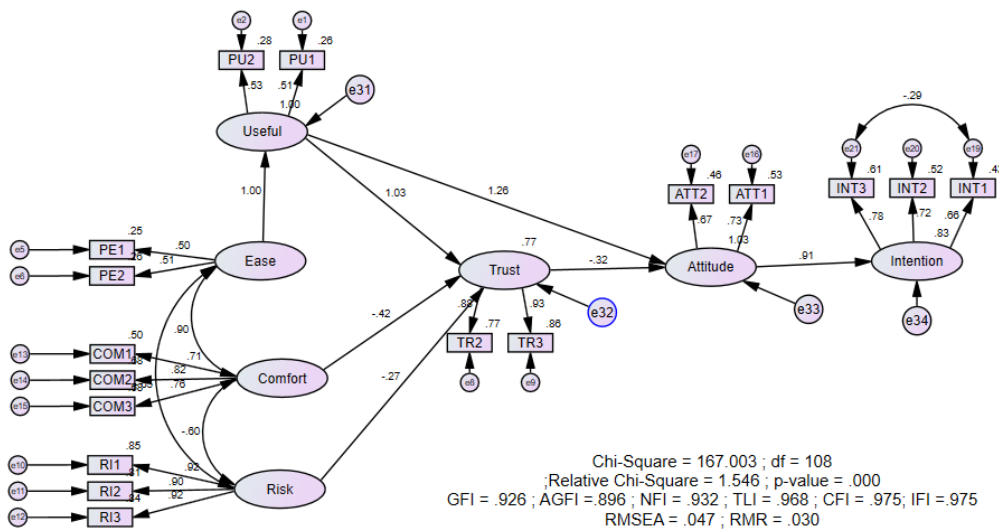 e2
e1
.28
.26
PU2
PU1
.53
.51
1.00
e31
Useful
-.29
e17
e16
e21
e20
e19
.46
.53
.61
.52
ATT2
ATT1
INT3
INT2
INT1
1.00
1.03
1.26
.67
.73
.78
.72
.66
.25
.77
1.03
.83
e5
PE1
.50
e6
PE2
.51
Ease
Trust
-.32
Attitude
.91
Intention
.88
.93
e32
e33
e34
.90
-.42
.77
.86
TR2
TR3
e8
e9
.50
e13
COM1
.71
e14
COM2
.82
Comfort
e15
COM3
.76
-.27
-.60
.85
e10
RI1
.92
e11
RI2
.90
Risk
e12
RI3
.92
Chi-Square = 167.003 ; df = 108
;Relative Chi-Square = 1.546 ; p-value = .000
GFI = .926 ; AGFI =.896 ; NFI = .932 ; TLI = .968 ; CFI = .975; IFI =.975
RMSEA = .047 ; RMR = .030